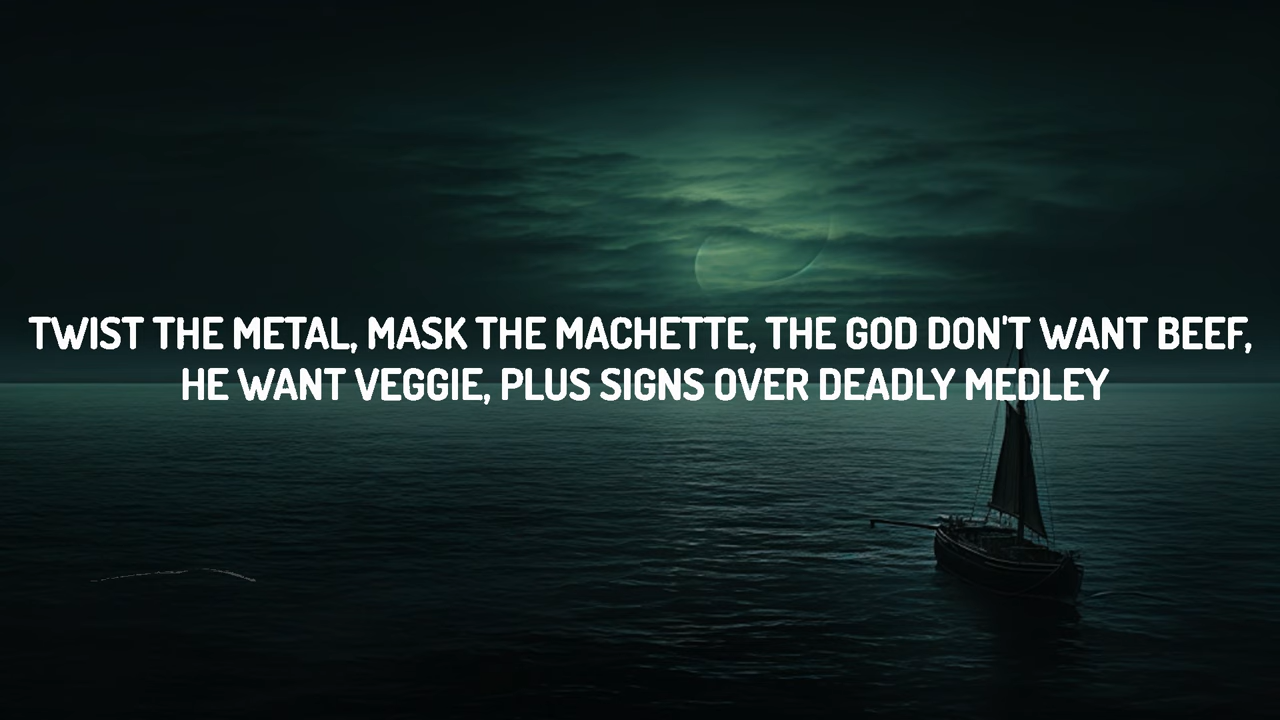 TWIST THE METAL, MASK THE MACHETTE, THE GOD DON'T WANT BEEF,
HE WANT VEGGIE, PLUS SIGNS OVER DEADLY MEDLEY